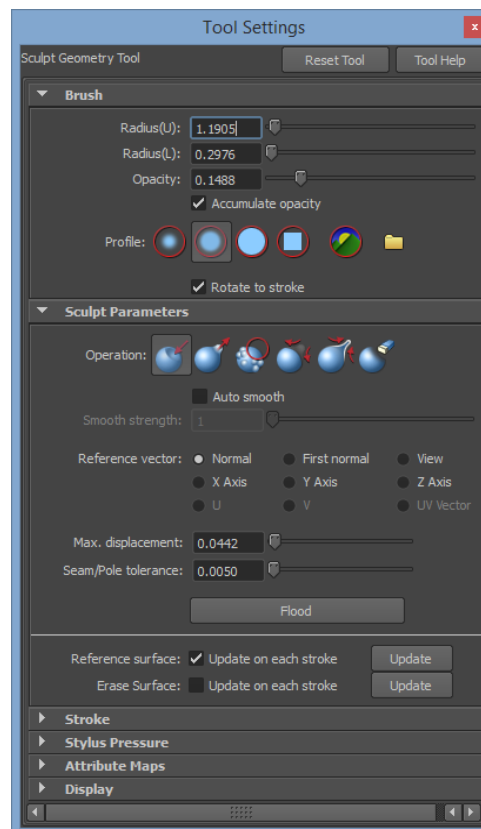 Tool Settings
x
Sculpt Geometry Tool Reset Tool Tool Help
Brush
Radius(U): 1.1905
Radius(L): 0.2976
Opacity: 0.1488
Accumulate opacity
Profile:
Rotate to stroke
Sculpt Parameters
Operation:
Auto smooth
Smooth strength: 1
Reference vector: Normal First normal View
X Axis Y Axis Z Axis
U V UV Vector
Max. displacement: 0.0442
Seam/Pole tolerance: 0.0050
Flood
Reference surface: Update on each stroke Update
Erase Surface: Update on each stroke Update
Stroke
Stylus Pressure
Attribute Maps
Display